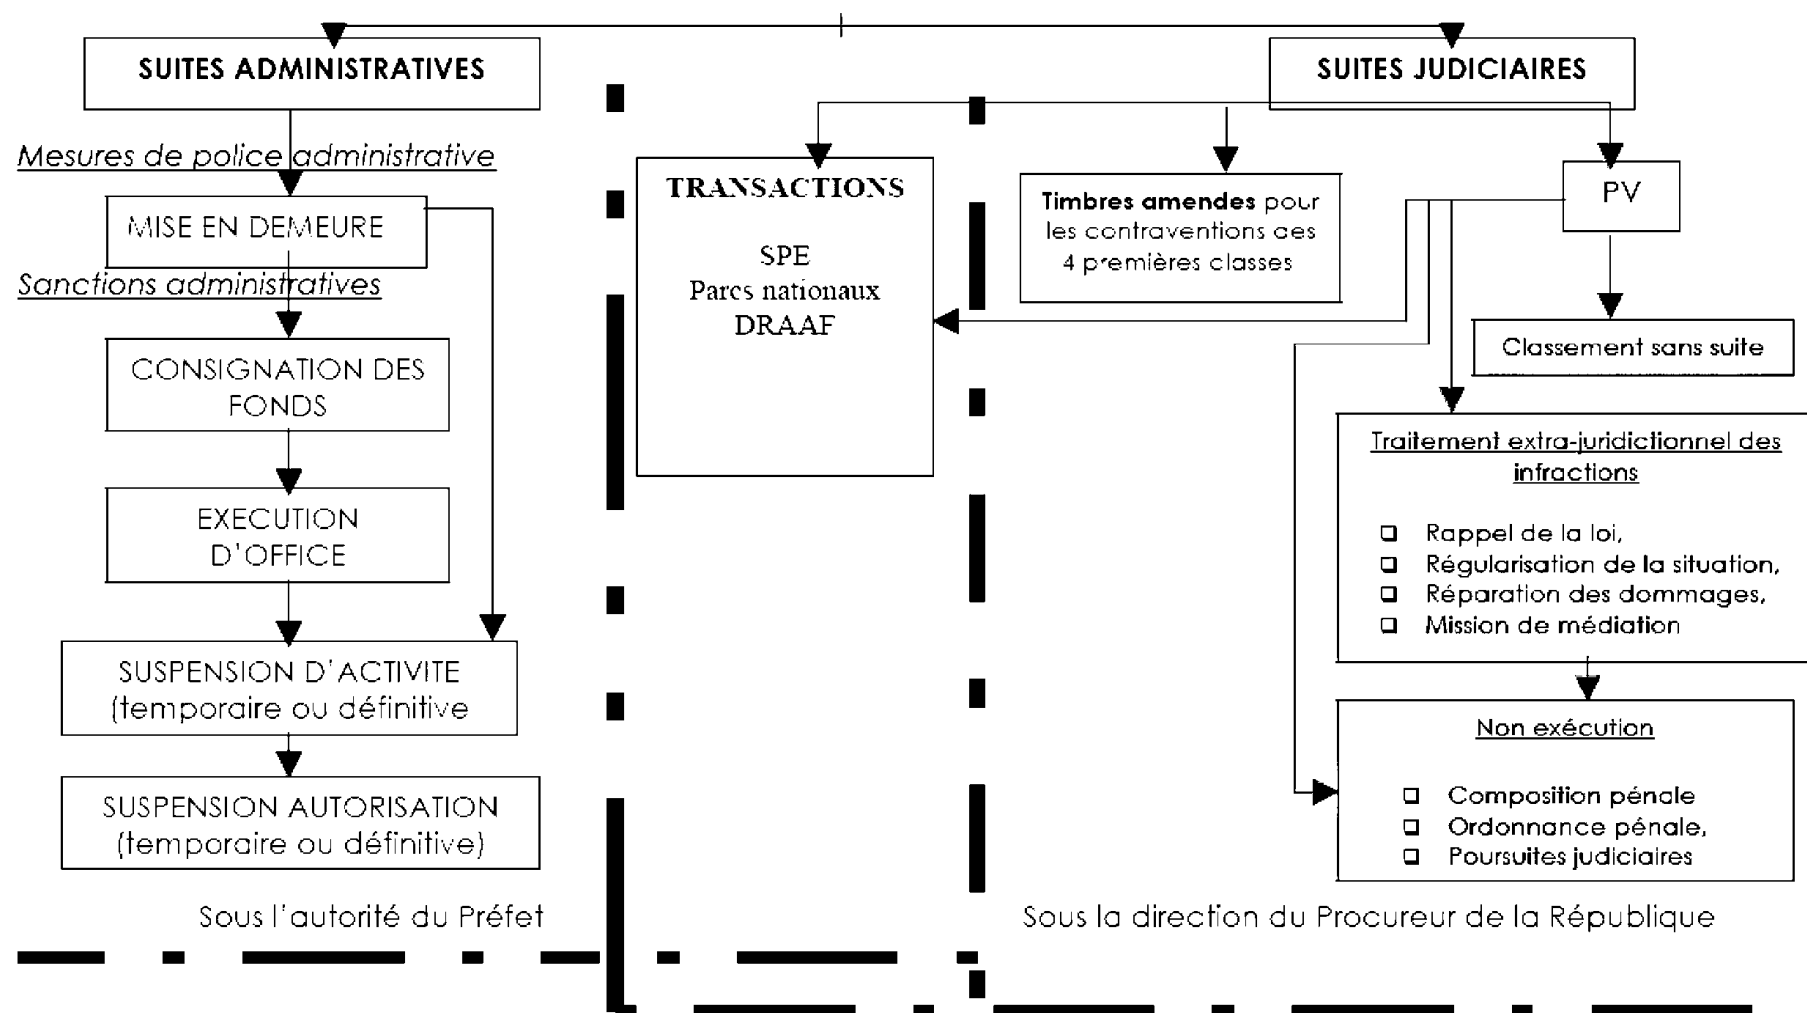 SUITES ADMINISTRATIVES
Mesures de police administrative
MISE EN DEMEURE
Sanctions administratives
CONSIGNATION DES
FONDS
EXECUTION
D'OFFICE
SUSPENSION D'ACTIVITE
(temporaire ou définitive
SUSPENSION AUTORISATION
(temporaire ou définitive)
Sous l'autorité du Préfet
TRANSACTIONS
SPE
Parcs nationaux
DRAAF
SUITES JUDICIAIRES
Timbres amendes pour
les contraventions des
4 premières classes
PV
Classement sans suite
Traitement extra-juridictionnel des
infractions
❑ Rappel de la loi,
❑ Régularisation de la situation,
❑ Réparation des dommages,
❑ Mission de médiation
Non exécution
❑ Composition pénale
❑ Ordonnance pénale,
❑ Poursuites judiciaires
Sous la direction du Procureur de la République